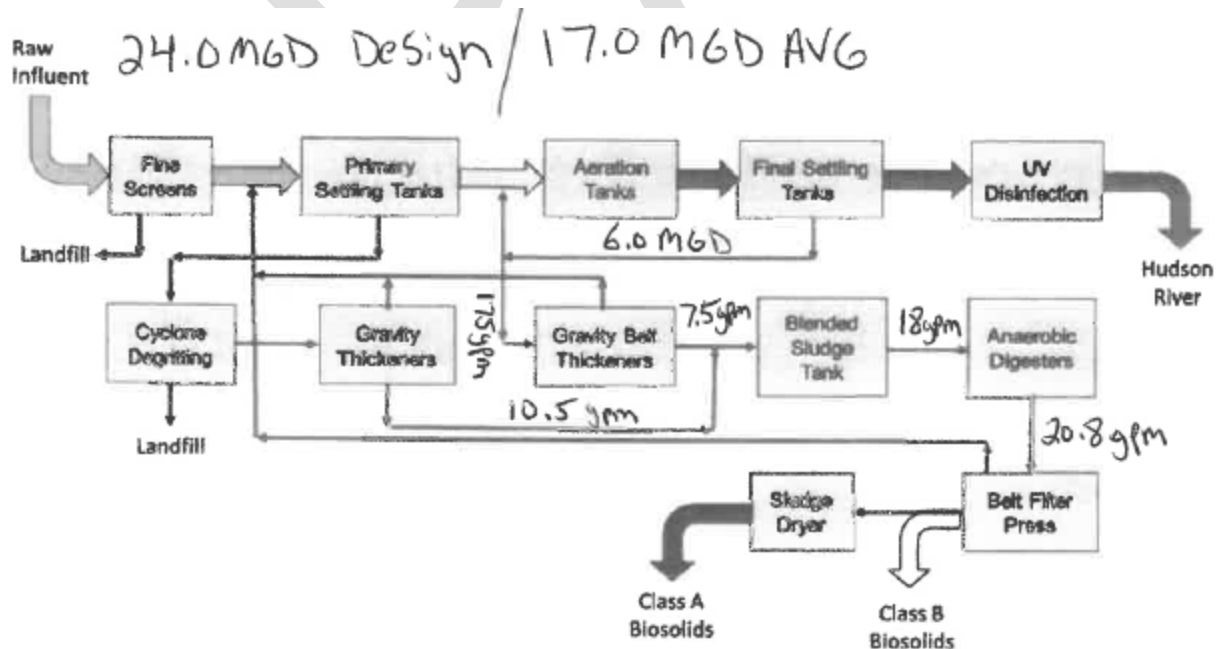 24.0 MGD Design / 17.0 MGD AVG
Raw
Influent
Fine
Screens
Primary
Settling Tanks
Aeration
Tanks
Final Settling
Tanks
UV
Disinfection
Landfill
6.0 MGD
Hudson
River
Cyclone
Degritting
Gravity
Thickeners
175gpm
Gravity Belt
Thickeners
7.5gpm
Blended
Sludge
Tank
18gpm
Anaerobic
Digesters
Landfill
10.5 gpm
20.8 gpm
Sludge
Dryer
Belt Filter
Press
Class A
Biosolids
Class B
Biosolids